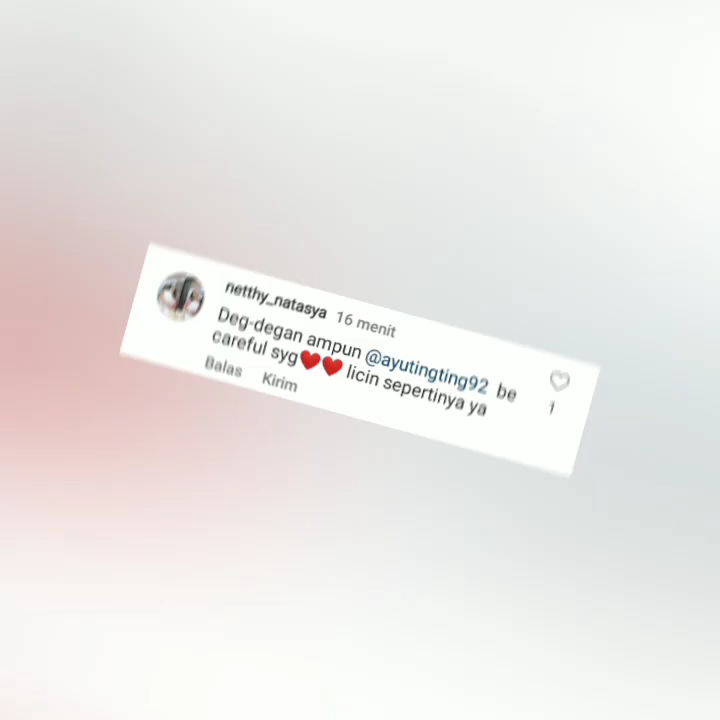 netthy_natasya 16 menit
Deg-degan ampun @ayutingting92 be
careful syg❤️❤️ licin sepertinya ya
Balas Kirim
1